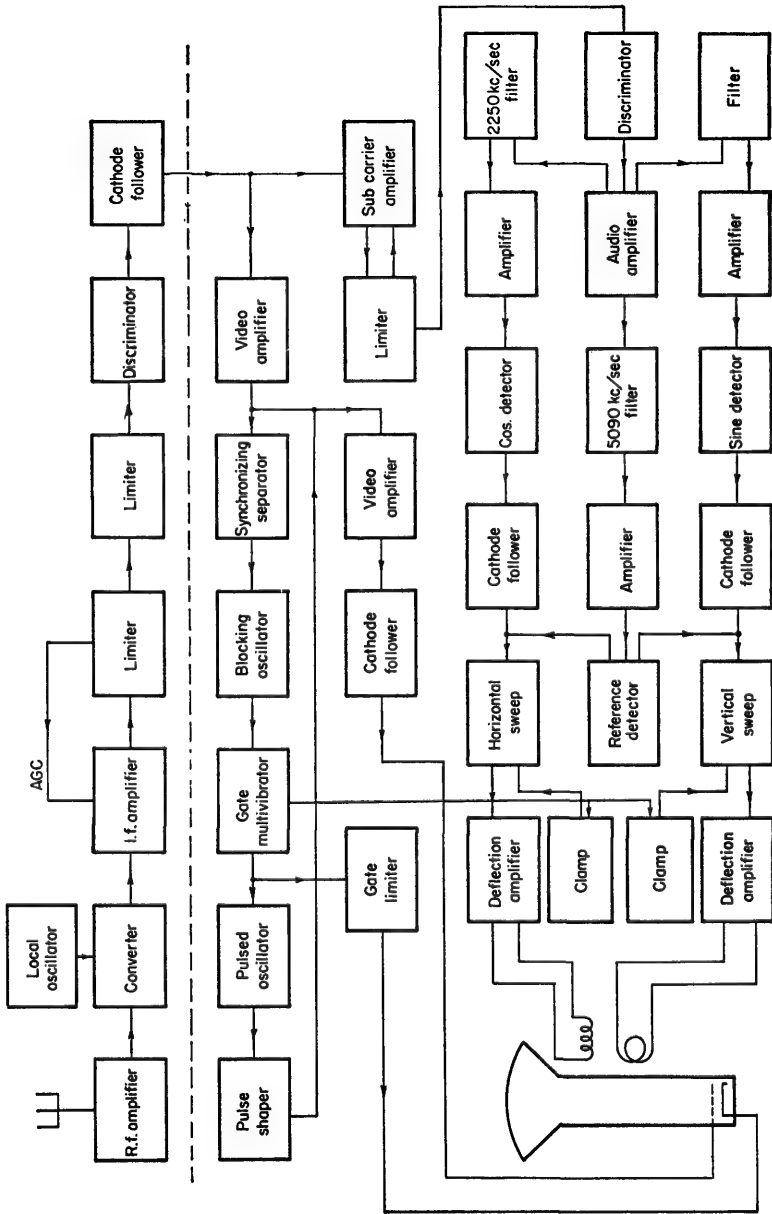 Local
oscillator
AGC
R.f. amplifier
Converter
I.f. amplifier
Limiter
Limiter
Discriminator
Cathode
follower
Pulse
shaper
Pulsed
oscillator
Gate
multivibrator
Blocking
oscillator
Synchronizing
separator
Video
amplifier
Gate
limiter
Cathode
follower
Video
amplifier
Limiter
Sub carrier
amplifier
Deflection
amplifier
Horizontal
sweep
Cathode
follower
Cos. detector
Amplifier
2250 kc/sec
filter
Clamp
Clamp
Reference
detector
Amplifier
5090 kc/sec
filter
Audio
amplifier
Discriminator
Deflection
amplifier
Vertical
sweep
Cathode
follower
Sine detector
Amplifier
Filter